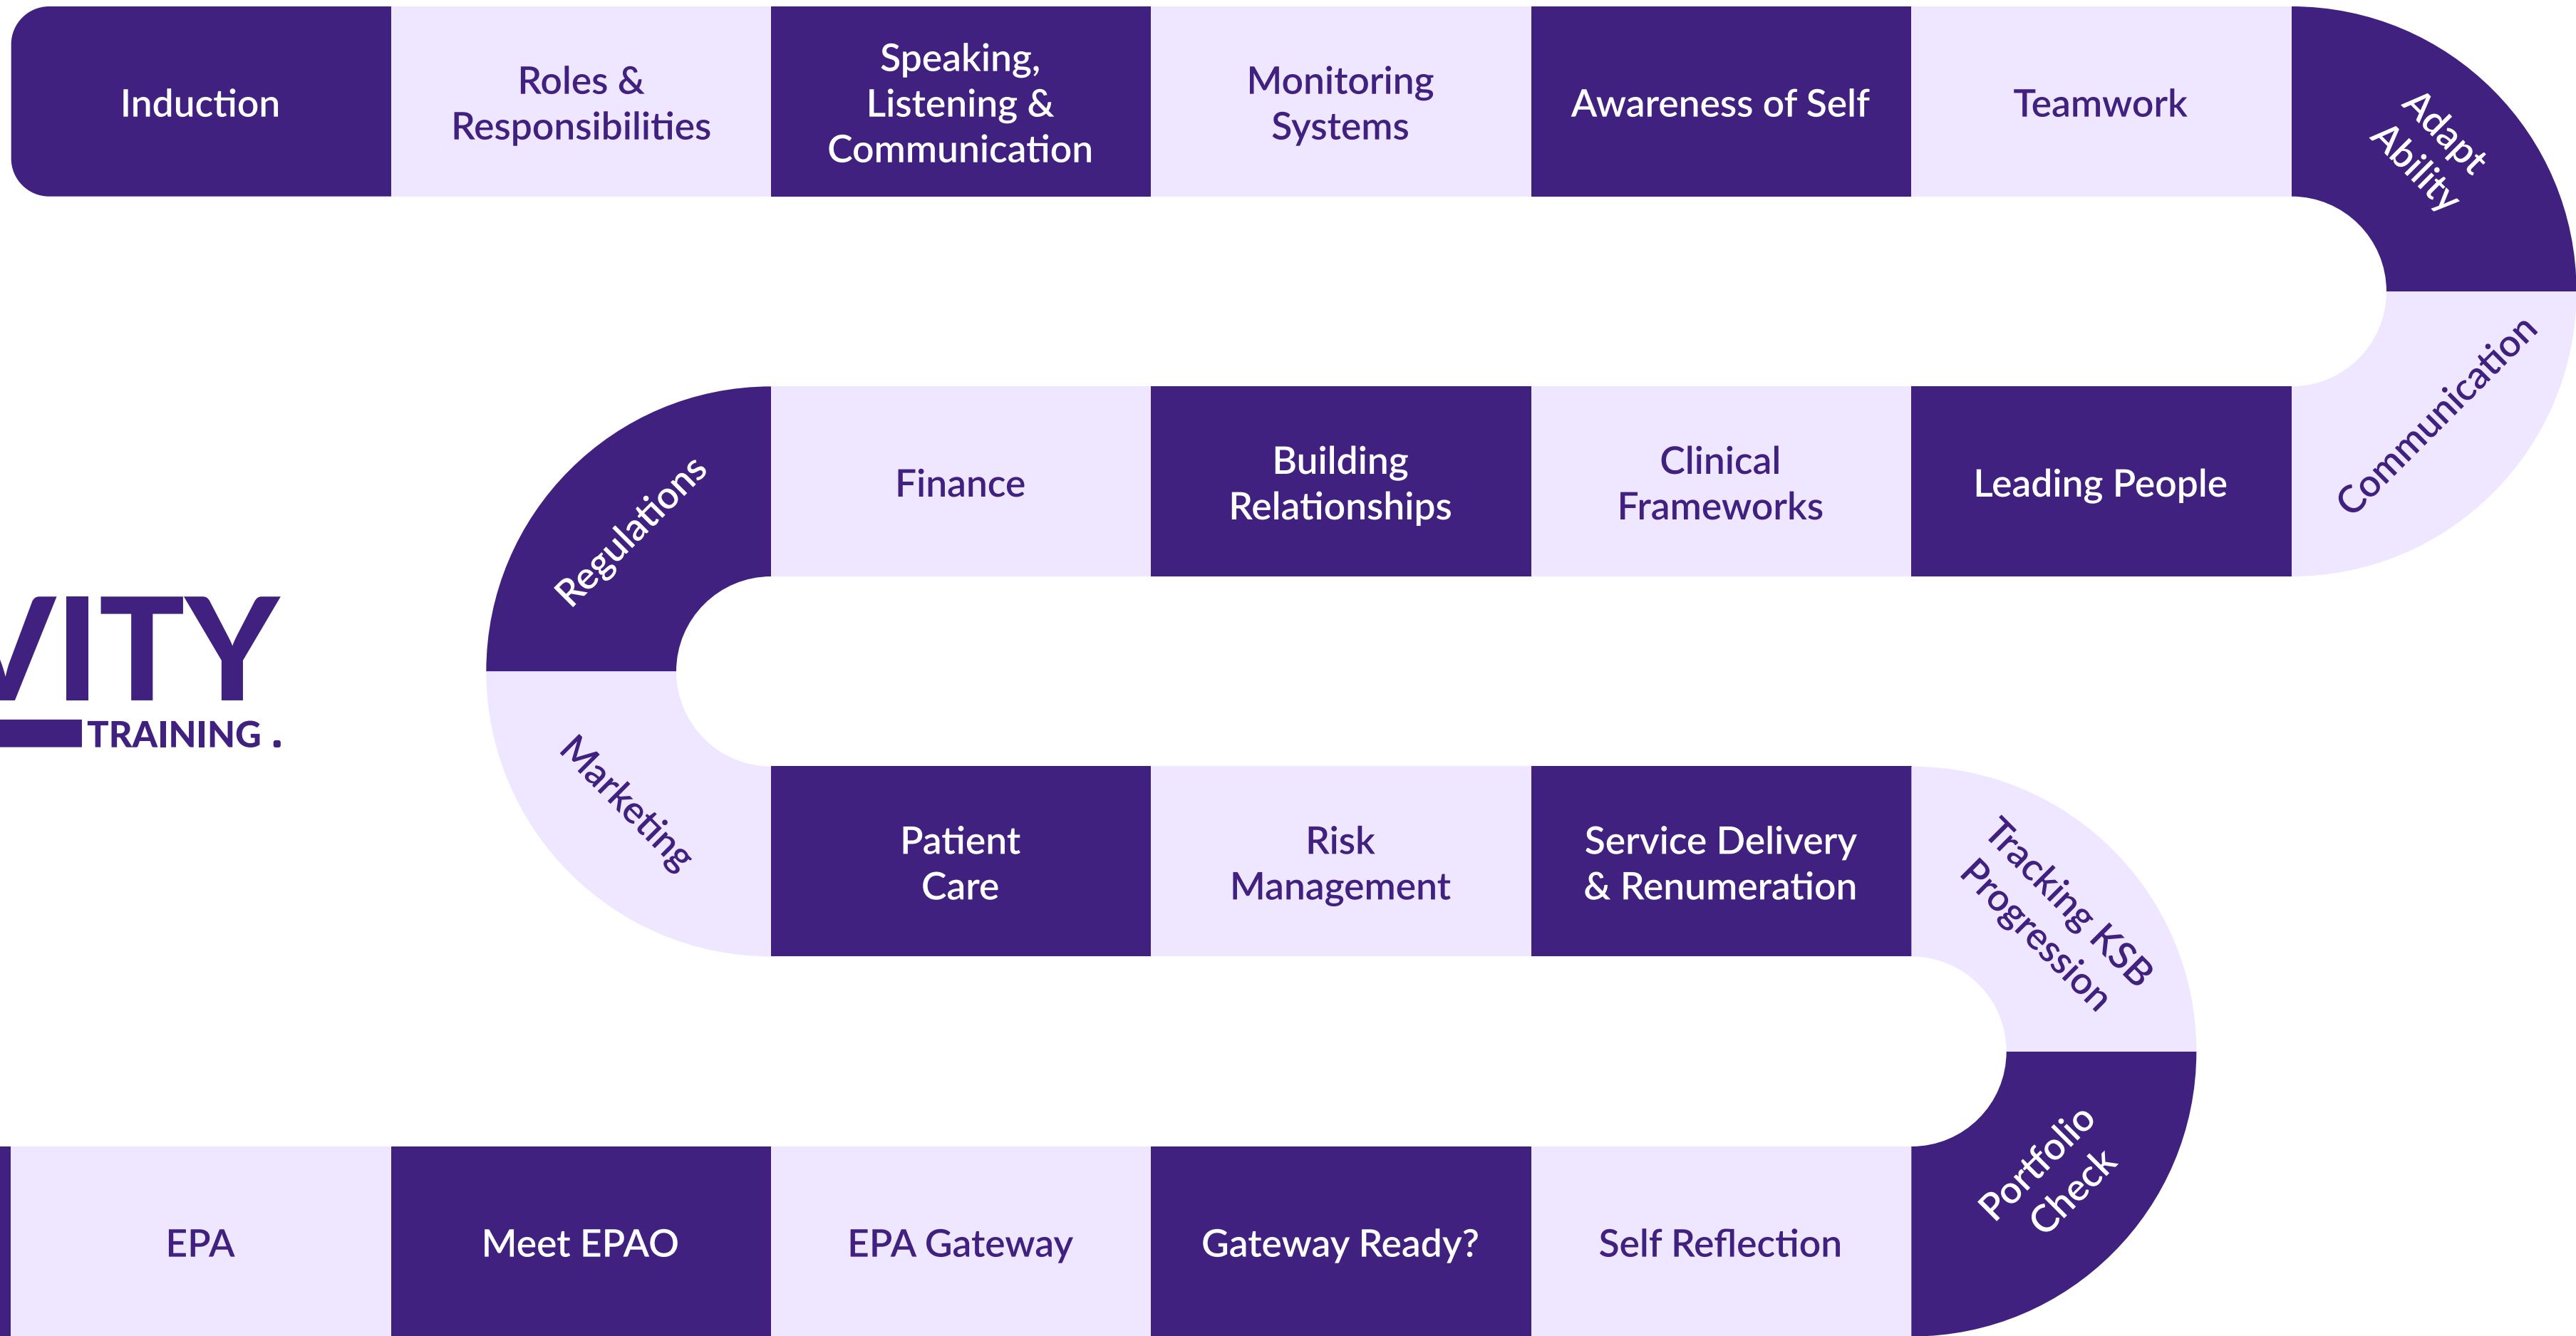 Induction
Roles &
Responsibilities
Speaking,
Listening &
Communication
Monitoring
Systems
Awareness of Self
Teamwork
Adapt
Ability
Communication
Leading People
Clinical
Frameworks
Building
Relationships
Finance
Regulations
VITY
TRAINING .
Marketing
Patient
Care
Risk
Management
Service Delivery
& Renumeration
Tracking KSB
Progression
Portfolio
Check
Self Reflection
Gateway Ready?
EPA Gateway
Meet EPAO
EPA